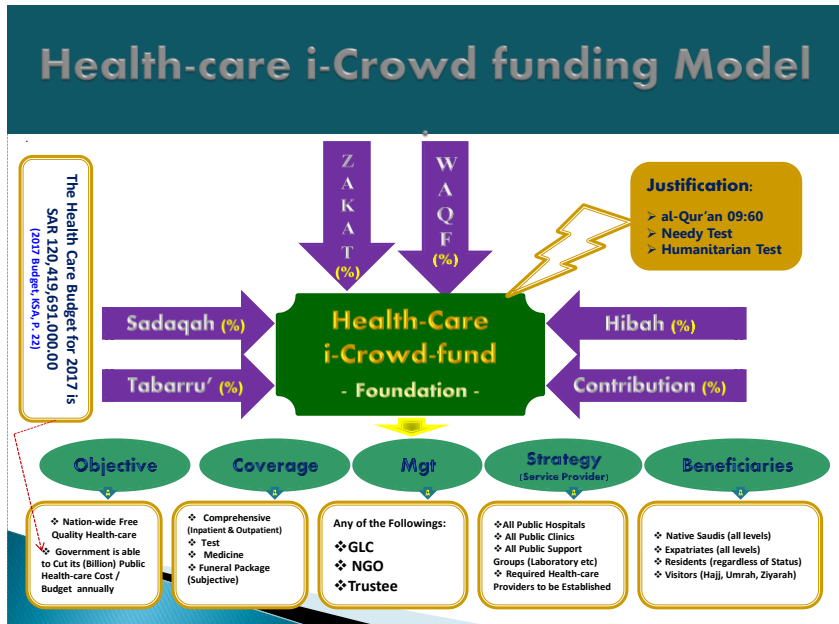 Health-care i-Crowd funding Model
The Health Care Budget for 2017 is
SAR 120,419,691.000.00
(2017 Budget, KSA, P. 22)
ZAKAT
(%)
WAQF
(%)
Justification:
➢ al-Qur’an 09:60
➢ Needy Test
➢ Humanitarian Test
Sadaqah (%)
Tabarru’ (%)
Health-Care
i-Crowd-fund
- Foundation -
Hibah (%)
Contribution (%)
Objective
❖ Nation-wide Free
Quality Health-care
❖ Government is able
to Cut its (Billion) Public
Health-care Cost /
Budget annually
Coverage
❖ Comprehensive
(Inpatient & Outpatient)
❖ Test
❖ Medicine
❖ Funeral Package
(Subjective)
Mgt
Any of the Followings:
❖GLC
❖ NGO
❖Trustee
Strategy
(Service Provider)
❖All Public Hospitals
❖ All Public Clinics
❖ All Public Support
Groups (Laboratory etc)
❖ Required Health-care
Providers to be Established
Beneficiaries
❖ Native Saudis (all levels)
❖ Expatriates (all levels)
❖ Residents (regardless of Status)
❖ Visitors (Hajj, Umrah, Ziyarah)